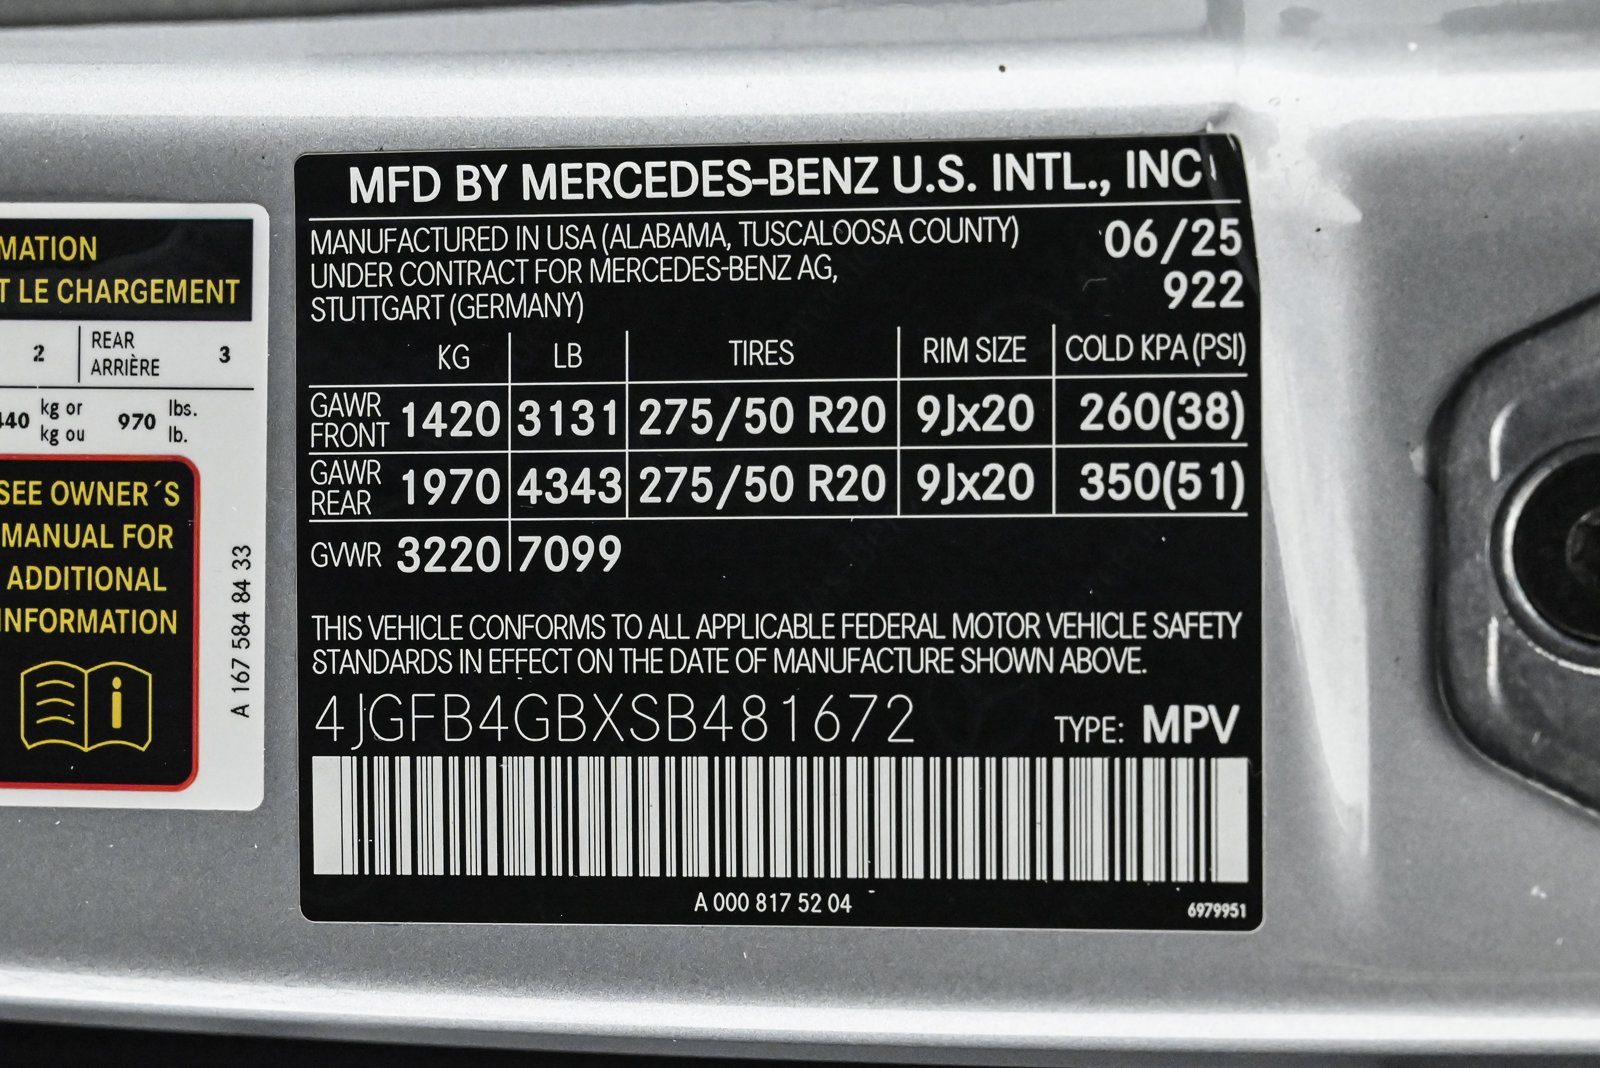 MATION
T LE CHARGEMENT
2 REAR 3
ARRIÈRE
440 kg or 970 lbs.
kg ou lb.
SEE OWNER´S
MANUAL FOR
ADDITIONAL
INFORMATION
i
A 167 584 84 33
MFD BY MERCEDES-BENZ U.S. INTL., INC
MANUFACTURED IN USA (ALABAMA, TUSCALOOSA COUNTY) 06/25
UNDER CONTRACT FOR MERCEDES-BENZ AG, 922
STUTTGART (GERMANY)
KG LB TIRES RIM SIZE COLD KPA (PSI)
GAWR FRONT 1420 3131 275/50 R20 9Jx20 260(38)
GAWR REAR 1970 4343 275/50 R20 9Jx20 350(51)
GVWR 3220 7099
THIS VEHICLE CONFORMS TO ALL APPLICABLE FEDERAL MOTOR VEHICLE SAFETY
STANDARDS IN EFFECT ON THE DATE OF MANUFACTURE SHOWN ABOVE.
4JGFB4GBXSB481672 TYPE: MPV
A 000 817 52 04
6979951